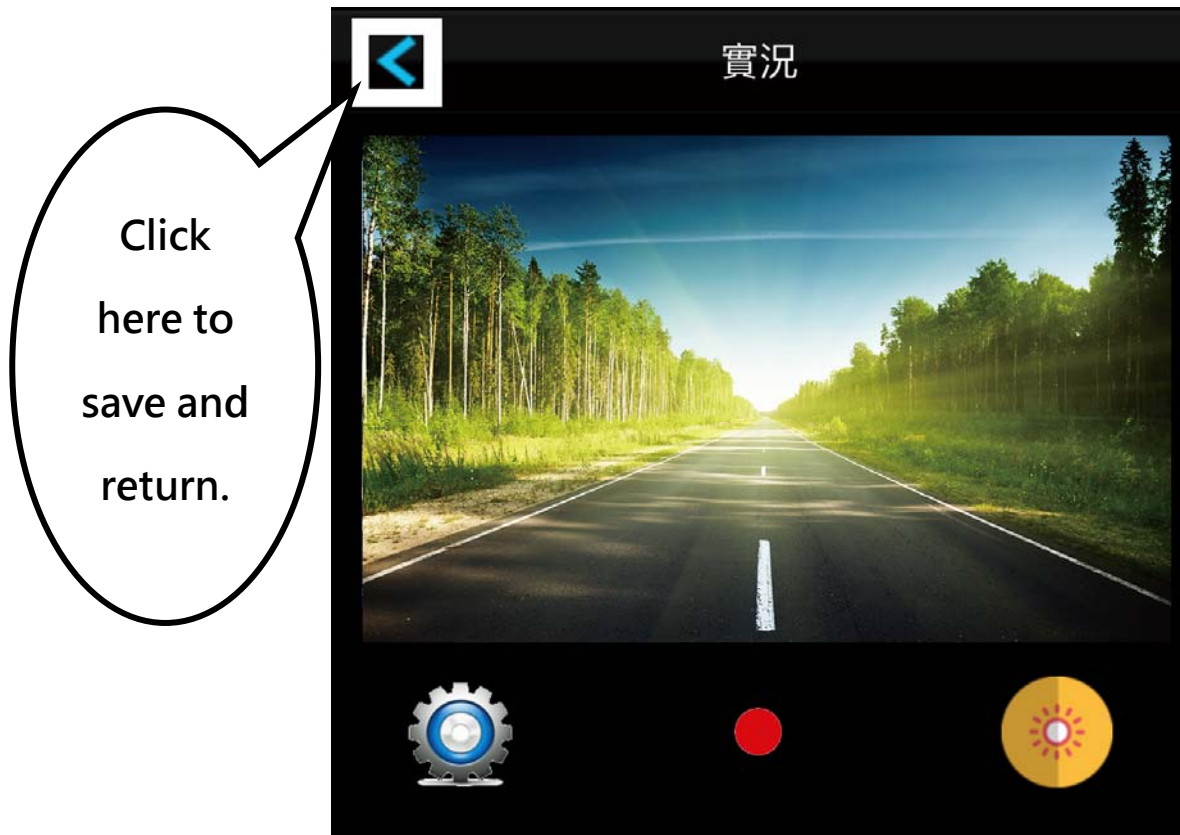 實況
Click
here to
save and
return.